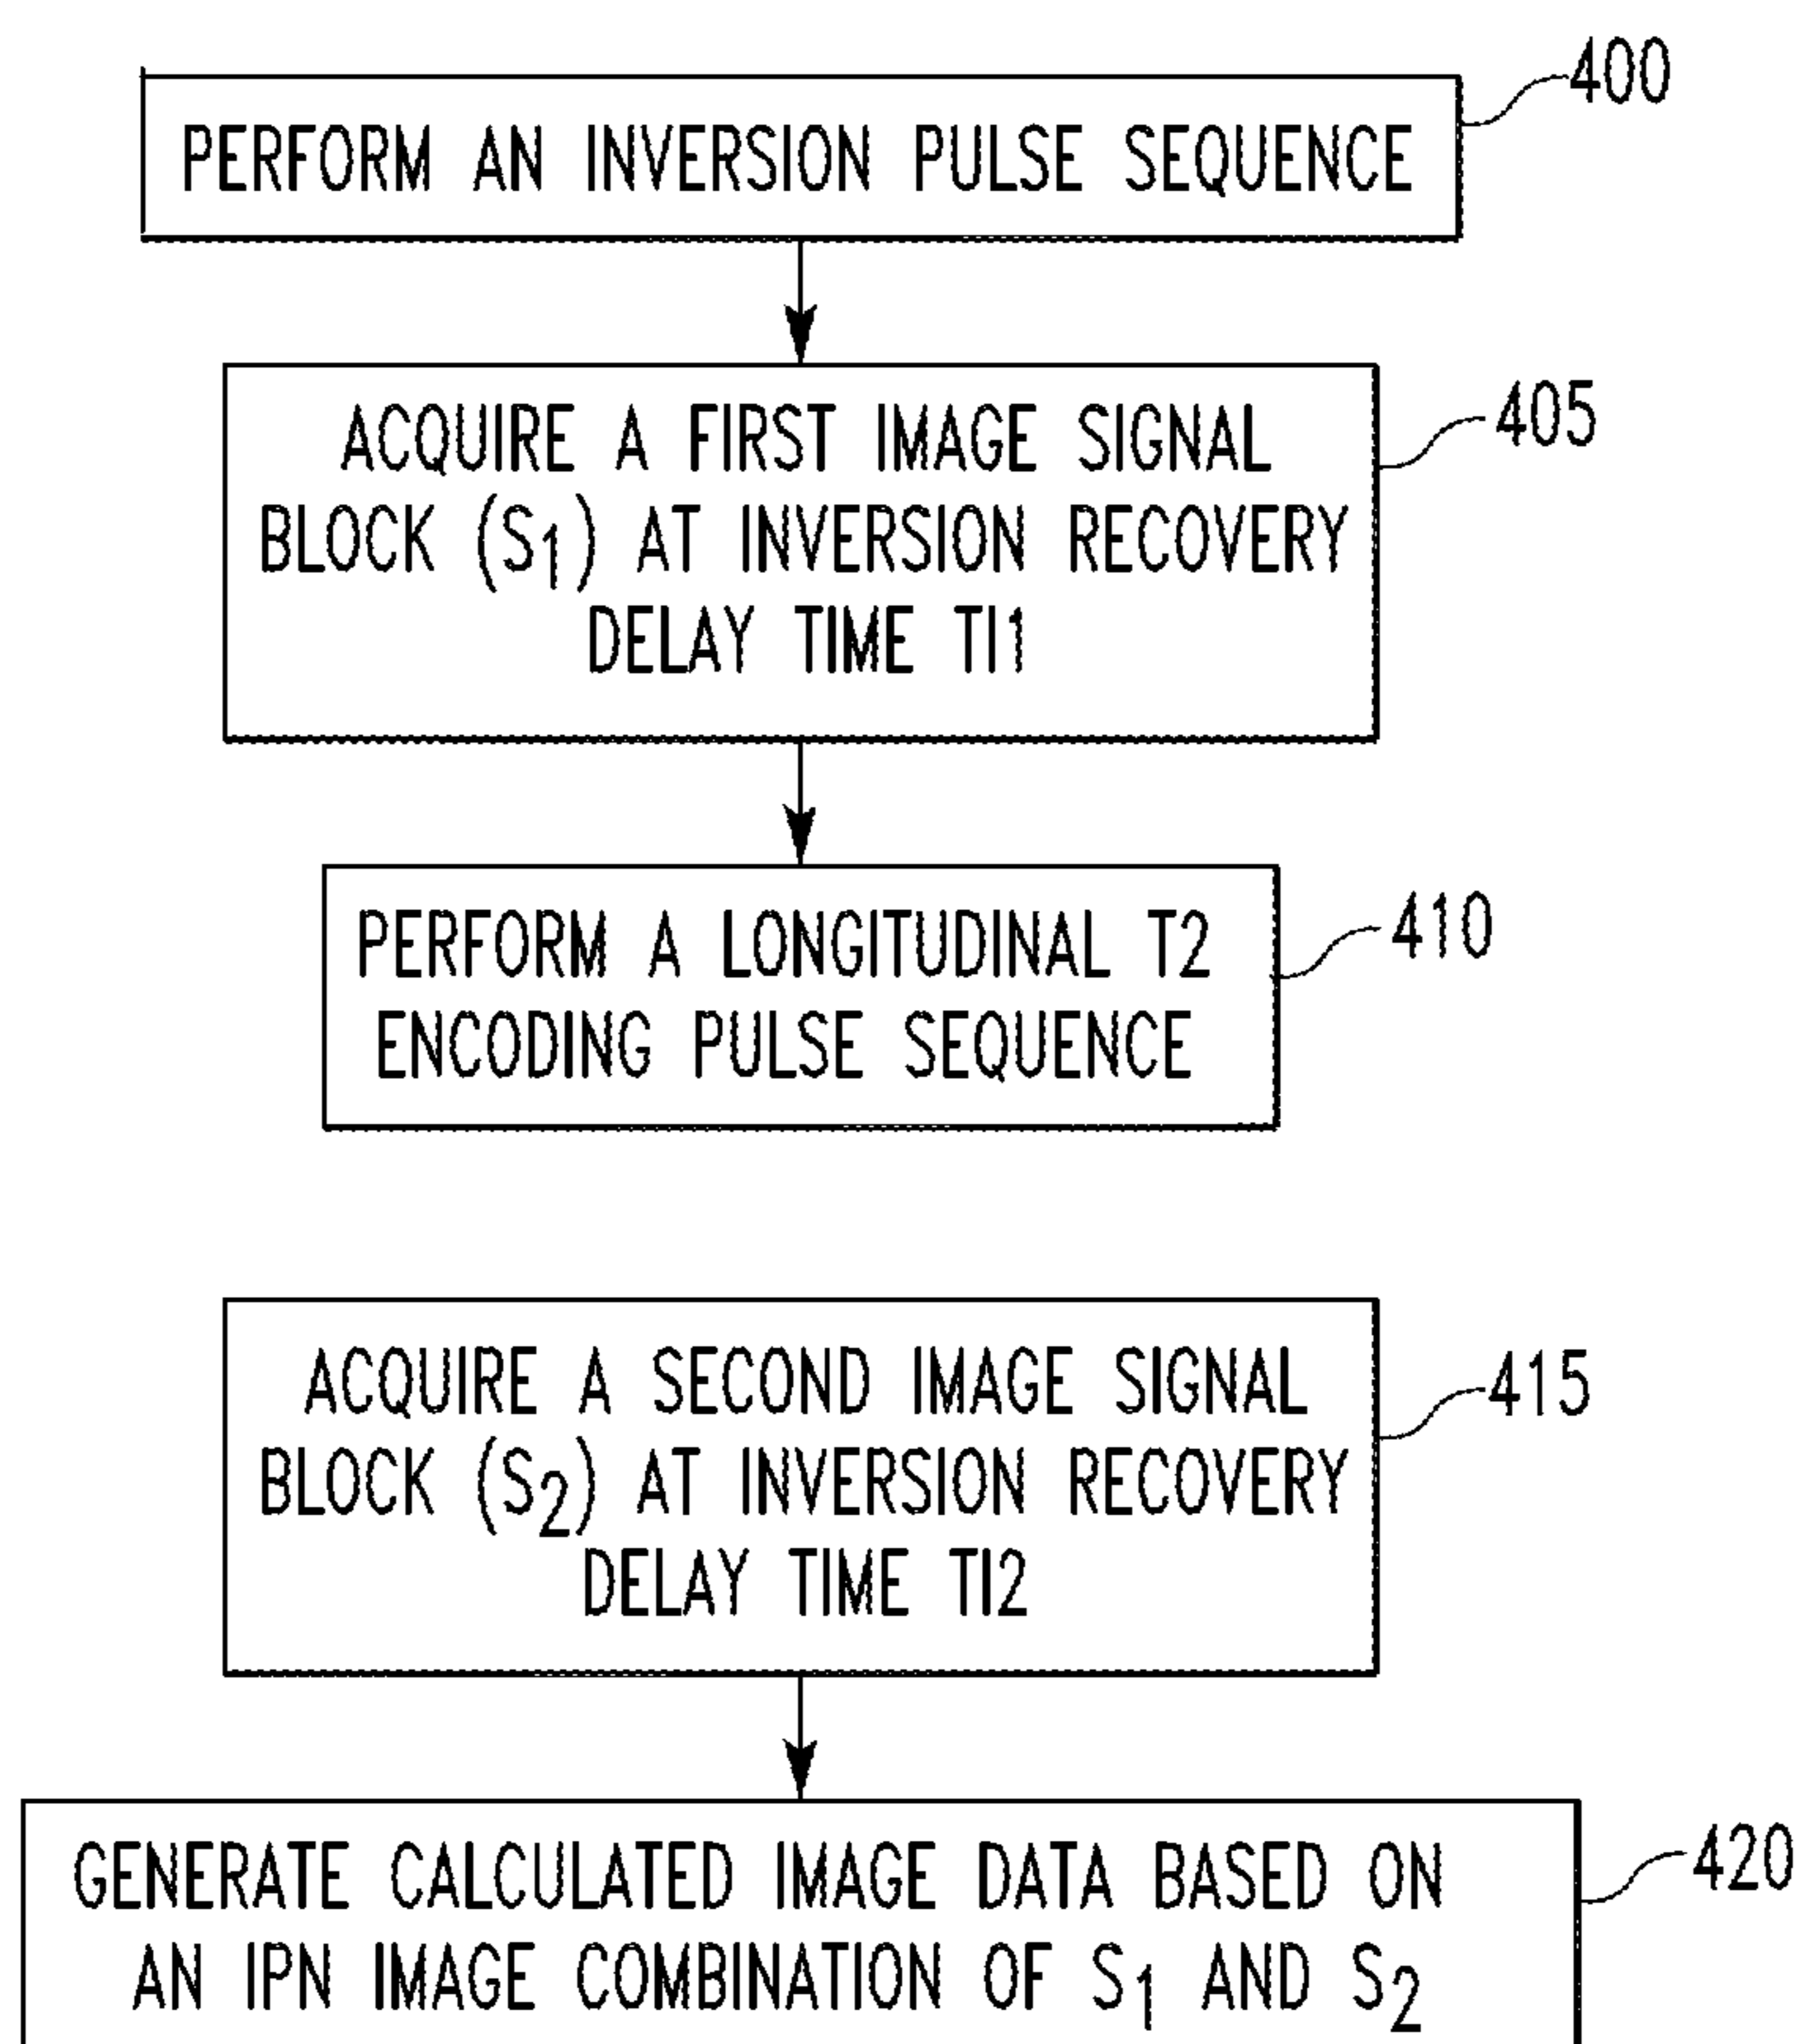 400
PERFORM AN INVERSION PULSE SEQUENCE
405
ACQUIRE A FIRST IMAGE SIGNAL
BLOCK (S1) AT INVERSION RECOVERY
DELAY TIME TI1
410
PERFORM A LONGITUDINAL T2
ENCODING PULSE SEQUENCE
415
ACQUIRE A SECOND IMAGE SIGNAL
BLOCK (S2) AT INVERSION RECOVERY
DELAY TIME TI2
420
GENERATE CALCULATED IMAGE DATA BASED ON
AN IPN IMAGE COMBINATION OF S1 AND S2